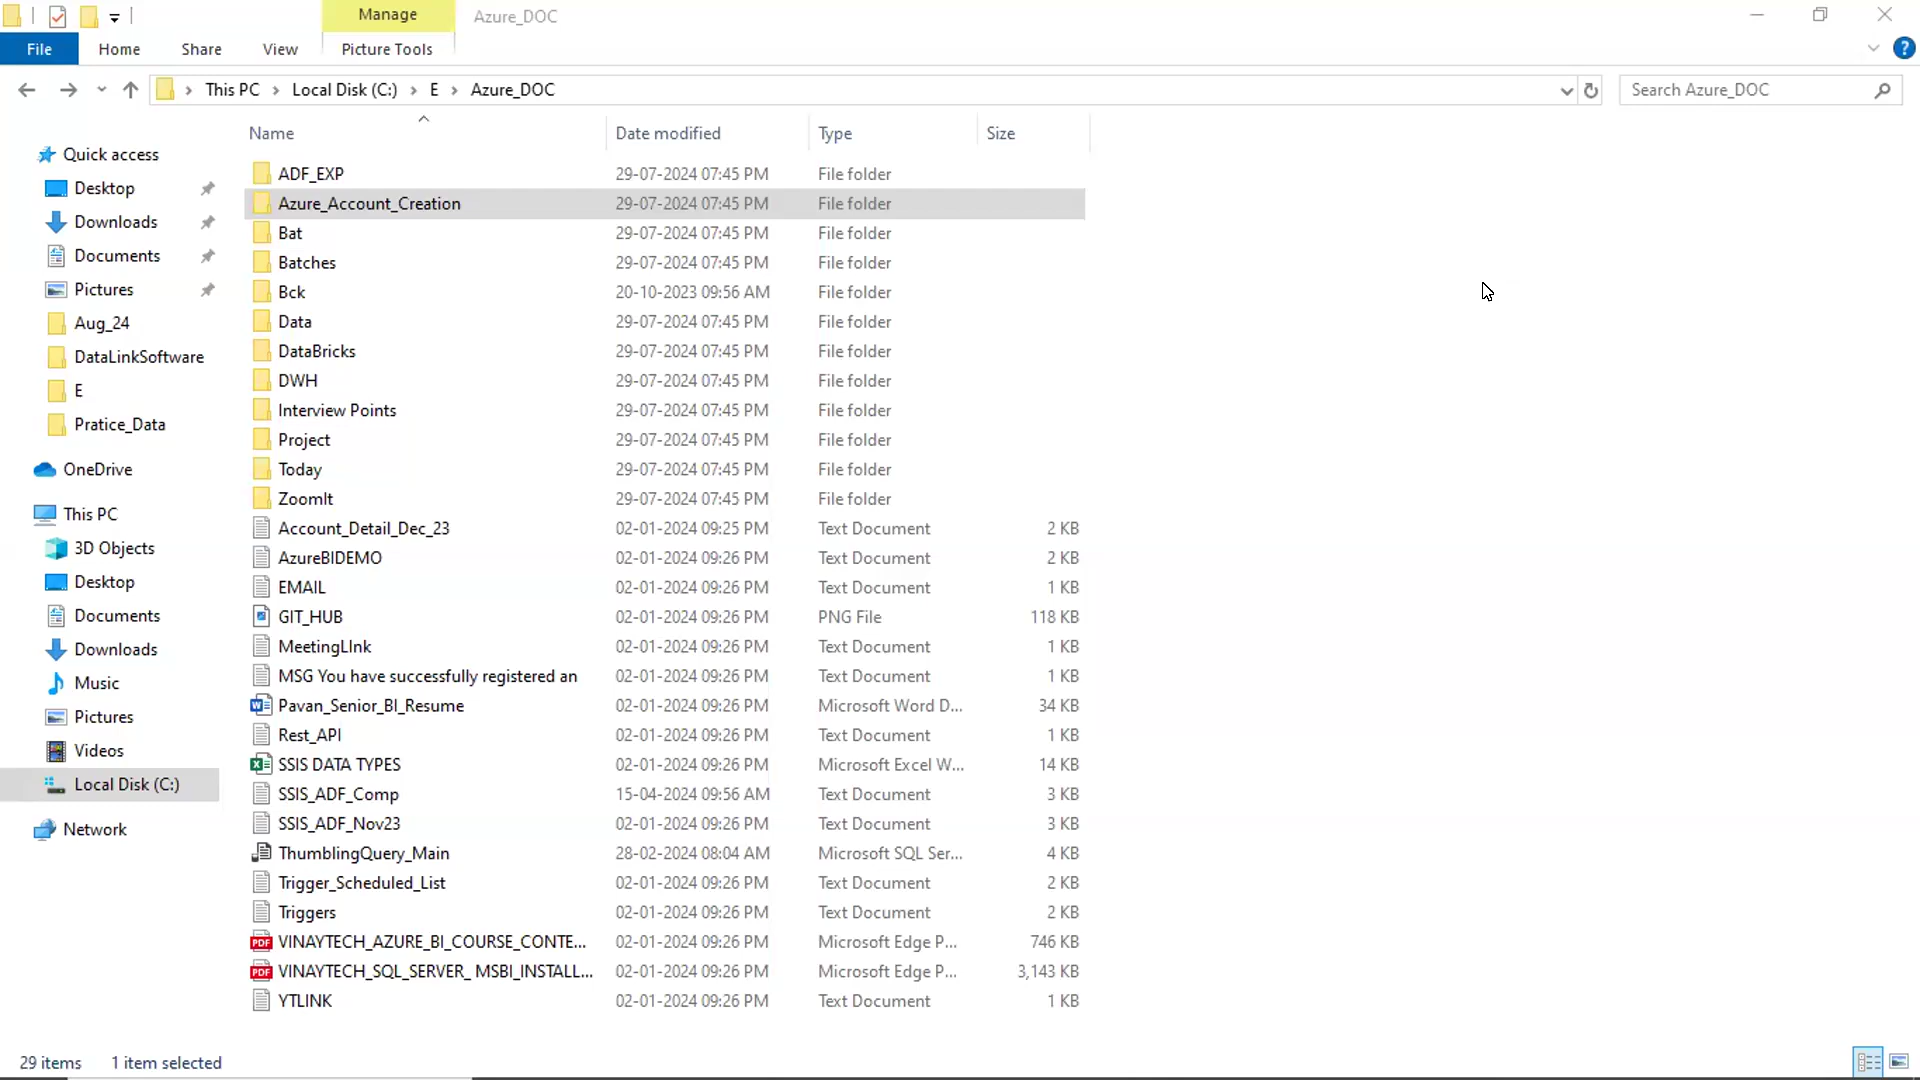 Manage
Azure_DOC
File
Home
Share
View
Picture Tools
This PC
Local Disk (C:)
E
Azure_DOC
Search Azure_DOC
Name
Date modified
Type
Size
Quick access
Desktop
Downloads
Documents
Pictures
Aug_24
DataLinkSoftware
E
Pratice_Data
OneDrive
This PC
3D Objects
Desktop
Documents
Downloads
Music
Pictures
Videos
Local Disk (C:)
Network
ADF_EXP 29-07-2024 07:45 PM File folder
Azure_Account_Creation 29-07-2024 07:45 PM File folder
Bat 29-07-2024 07:45 PM File folder
Batches 29-07-2024 07:45 PM File folder
Bck 20-10-2023 09:56 AM File folder
Data 29-07-2024 07:45 PM File folder
DataBricks 29-07-2024 07:45 PM File folder
DWH 29-07-2024 07:45 PM File folder
Interview Points 29-07-2024 07:45 PM File folder
Project 29-07-2024 07:45 PM File folder
Today 29-07-2024 07:45 PM File folder
ZoomIt 29-07-2024 07:45 PM File folder
Account_Detail_Dec_23 02-01-2024 09:25 PM Text Document 2 KB
AzureBIDEMO 02-01-2024 09:26 PM Text Document 2 KB
EMAIL 02-01-2024 09:26 PM Text Document 1 KB
GIT_HUB 02-01-2024 09:26 PM PNG File 118 KB
MeetingLInk 02-01-2024 09:26 PM Text Document 1 KB
MSG You have successfully registered an 02-01-2024 09:26 PM Text Document 1 KB
Pavan_Senior_BI_Resume 02-01-2024 09:26 PM Microsoft Word D... 34 KB
Rest_API 02-01-2024 09:26 PM Text Document 1 KB
SSIS DATA TYPES 02-01-2024 09:26 PM Microsoft Excel W... 14 KB
SSIS_ADF_Comp 15-04-2024 09:56 AM Text Document 3 KB
SSIS_ADF_Nov23 02-01-2024 09:26 PM Text Document 3 KB
ThumblingQuery_Main 28-02-2024 08:04 AM Microsoft SQL Ser... 4 KB
Trigger_Scheduled_List 02-01-2024 09:26 PM Text Document 2 KB
Triggers 02-01-2024 09:26 PM Text Document 2 KB
VINAYTECH_AZURE_BI_COURSE_CONTE... 02-01-2024 09:26 PM Microsoft Edge P... 746 KB
VINAYTECH_SQL_SERVER_ MSBI_INSTALL... 02-01-2024 09:26 PM Microsoft Edge P... 3,143 KB
YTLINK 02-01-2024 09:26 PM Text Document 1 KB
29 items 1 item selected